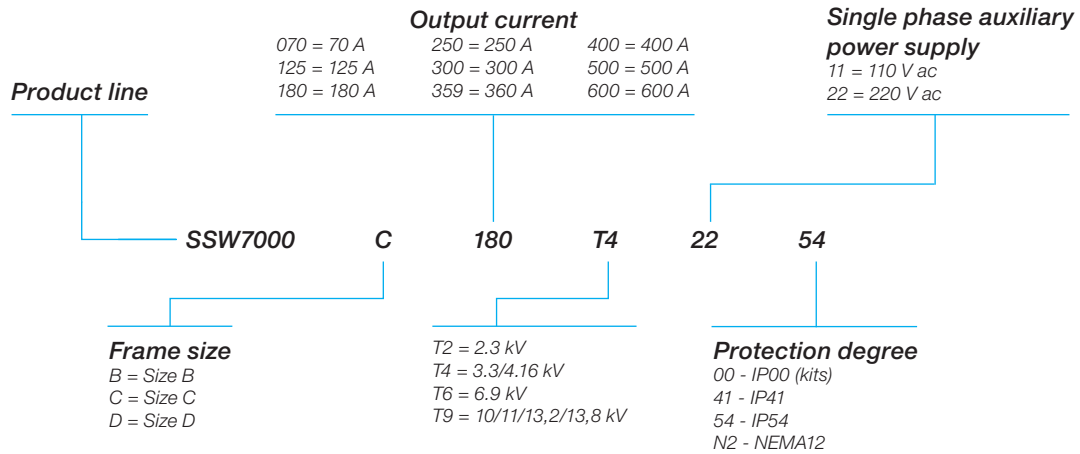 Output current
070 = 70 A 250 = 250 A 400 = 400 A
125 = 125 A 300 = 300 A 500 = 500 A
180 = 180 A 359 = 360 A 600 = 600 A
Single phase auxiliary
power supply
11 = 110 V ac
22 = 220 V ac
Product line
SSW7000 C 180 T4 22 54
Frame size
B = Size B
C = Size C
D = Size D
T2 = 2.3 kV
T4 = 3.3/4.16 kV
T6 = 6.9 kV
T9 = 10/11/13,2/13,8 kV
Protection degree
00 - IP00 (kits)
41 - IP41
54 - IP54
N2 - NEMA12